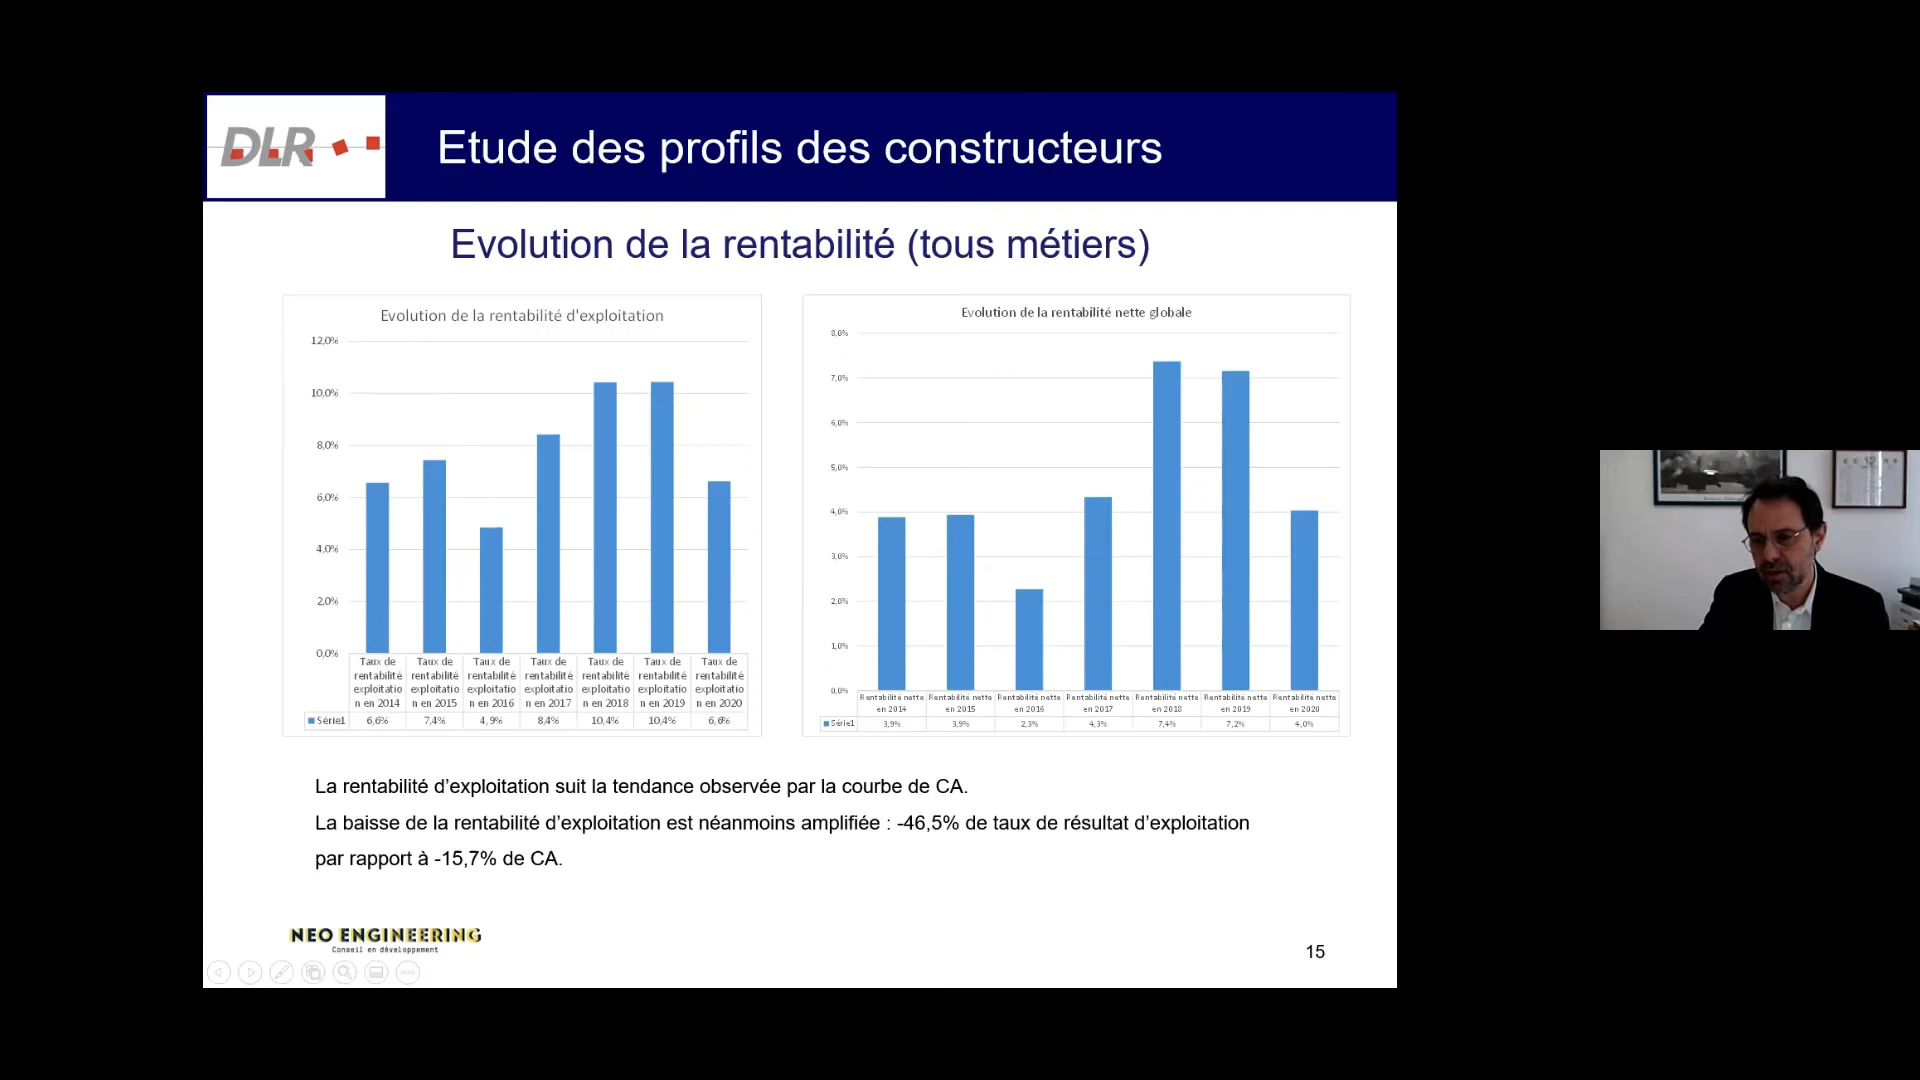 DLR
Etude des profils des constructeurs
Evolution de la rentabilité (tous métiers)
Evolution de la rentabilité d'exploitation
12,0%
10,0%
8,0%
6,0%
4,0%
2,0%
0,0%
Taux de rentabilité exploitatio n en 2014
Taux de rentabilité exploitatio n en 2015
Taux de rentabilité exploitatio n en 2016
Taux de rentabilité exploitatio n en 2017
Taux de rentabilité exploitatio n en 2018
Taux de rentabilité exploitatio n en 2019
Taux de rentabilité exploitatio n en 2020
Série1 6,6% 7,4% 4,9% 8,4% 10,4% 10,4% 6,6%
Evolution de la rentabilité nette globale
8,0%
7,0%
6,0%
5,0%
4,0%
3,0%
2,0%
1,0%
0,0%
Rentabilité nette en 2014
Rentabilité nette en 2015
Rentabilité nette en 2016
Rentabilité nette en 2017
Rentabilité nette en 2018
Rentabilité nette en 2019
Rentabilité nette en 2020
Série1 3,9% 3,9% 2,3% 4,3% 7,4% 7,2% 4,0%
La rentabilité d’exploitation suit la tendance observée par la courbe de CA.
La baisse de la rentabilité d’exploitation est néanmoins amplifiée : -46,5% de taux de résultat d’exploitation
par rapport à -15,7% de CA.
NEO ENGINEERING
Conseil en développement
15